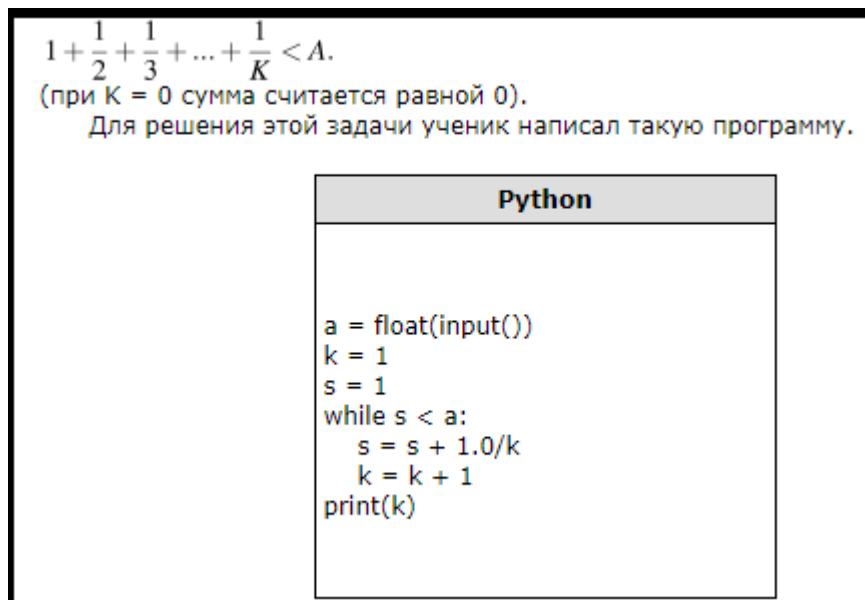 1 + 1/2 + 1/3 + ... + 1/K < A.
(при K = 0 сумма считается равной 0).
Для решения этой задачи ученик написал такую программу.
Python
a = float(input())
k = 1
s = 1
while s < a:
s = s + 1.0/k
k = k + 1
print(k)